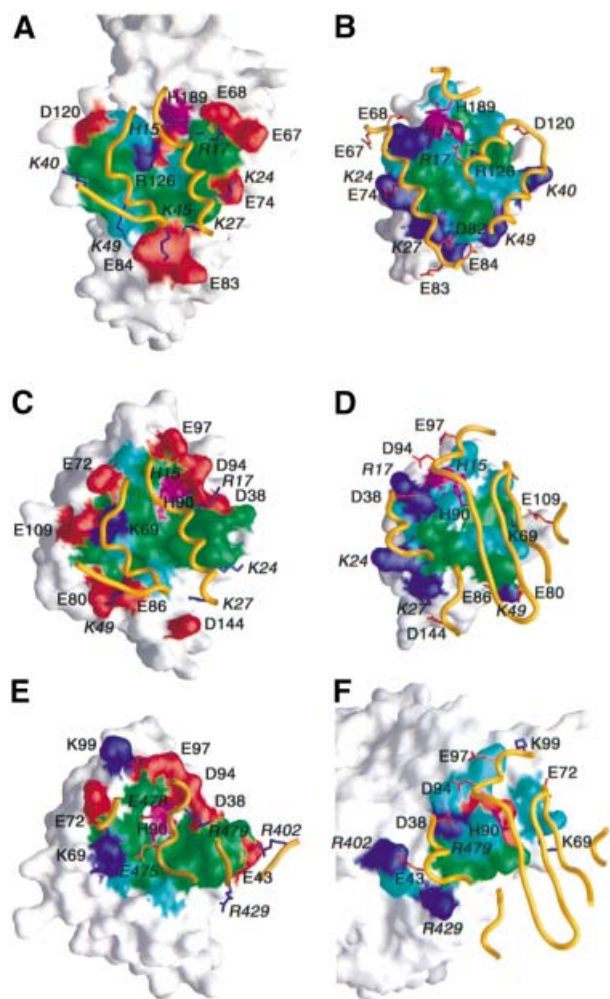 A
D120
H15
H189
E68
R17
E67
K40
R126
K24
E74
K45
K49
K27
E84
E83
B
E68
H189
D120
E67
H15
R17
R126
K24
K40
E74
D82
K49
K27
E84
E83
C
E97
E72
H15
D94
R17
H90
D38
E109
K69
K24
E80
K49
E86
K27
D144
D
E97
D94
R17
H15
E109
D38
H90
K69
K24
E80
K27
E86
K49
D144
E
K99
E97
D94
E72
E478
D38
H90
R479
R402
K69
E475
E43
R429
F
E97
K99
D94
E72
D38
R402
H90
R479
K69
E43
R429